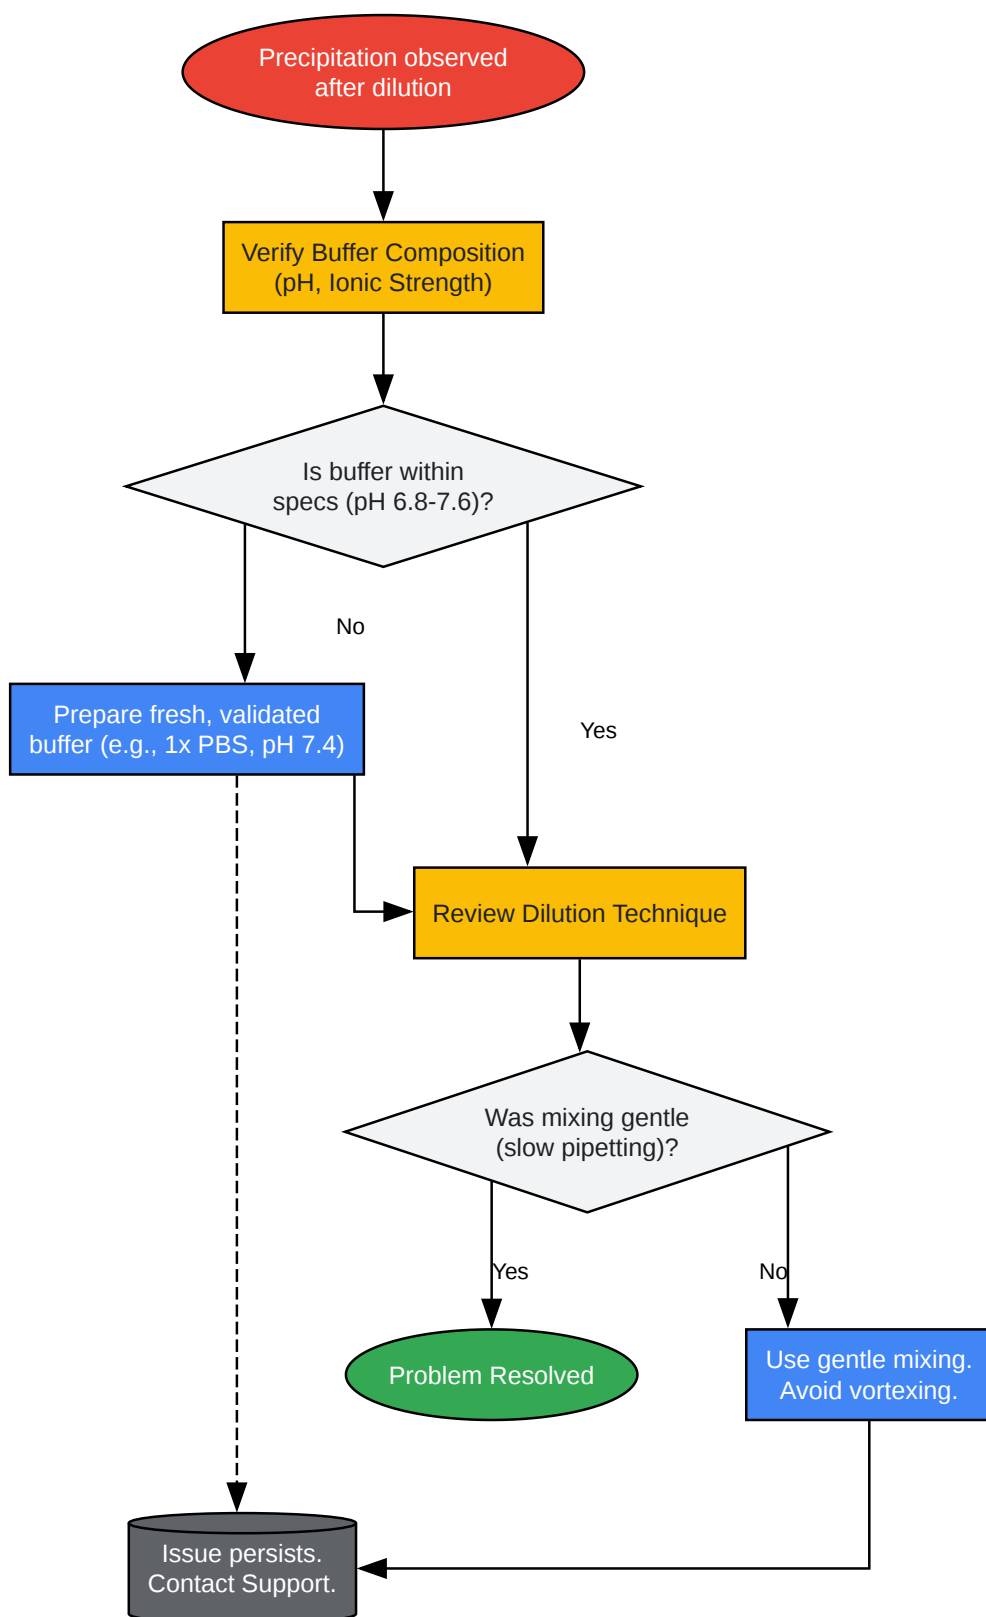 Precipitation observed
after dilution
Verify Buffer Composition
(pH, Ionic Strength)
Is buffer within
specs (pH 6.8-7.6)?
No
Prepare fresh, validated
buffer (e.g., 1x PBS, pH 7.4)
Yes
Review Dilution Technique
Was mixing gentle
(slow pipetting)?
Yes
No
Problem Resolved
Use gentle mixing.
Avoid vortexing.
Issue persists.
Contact Support.